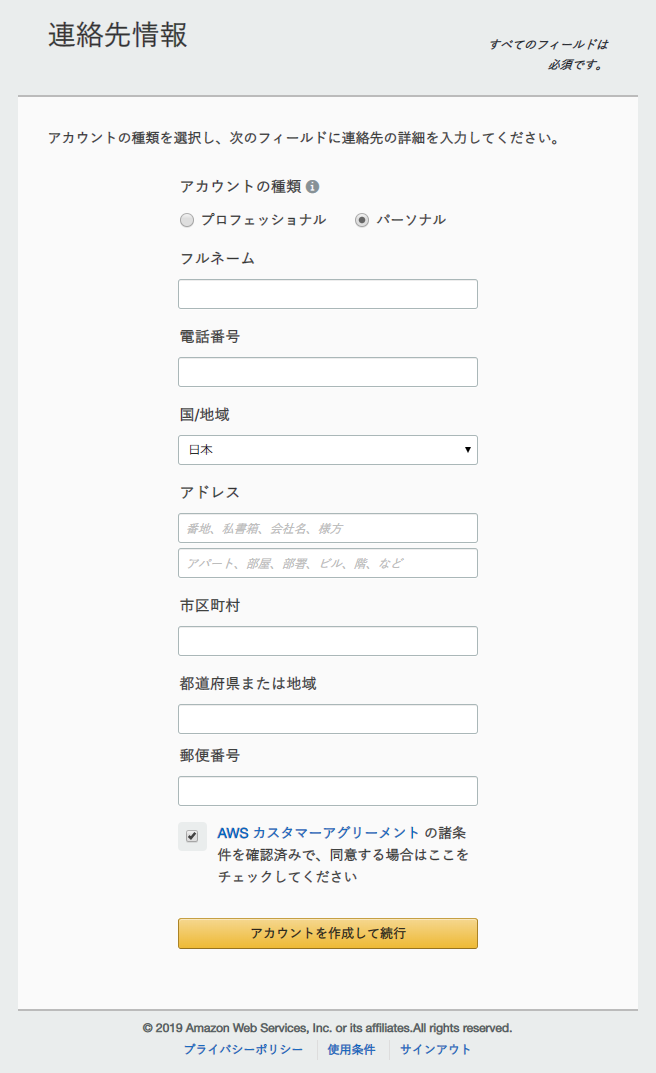 連絡先情報
すべてのフィールドは
必須です。
アカウントの種類を選択し、次のフィールドに連絡先の詳細を入力してください。
アカウントの種類
プロフェッショナル パーソナル
フルネーム
電話番号
国/地域
日本
アドレス
番地、私書箱、会社名、様方
アパート、部屋、部署、ビル、階、など
市区町村
都道府県または地域
郵便番号
AWS カスタマーアグリーメント の諸条
件を確認済みで、同意する場合はここを
チェックしてください
アカウントを作成して続行
© 2019 Amazon Web Services, Inc. or its affiliates.All rights reserved.
プライバシーポリシー 使用条件 サインアウト